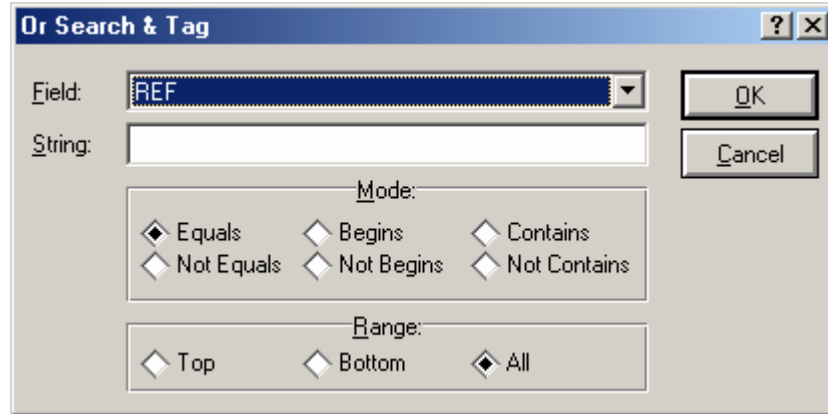 Or Search & Tag
Field: REF OK
String: Cancel
Mode:
Equals Begins Contains
Not Equals Not Begins Not Contains
Range:
Top Bottom All